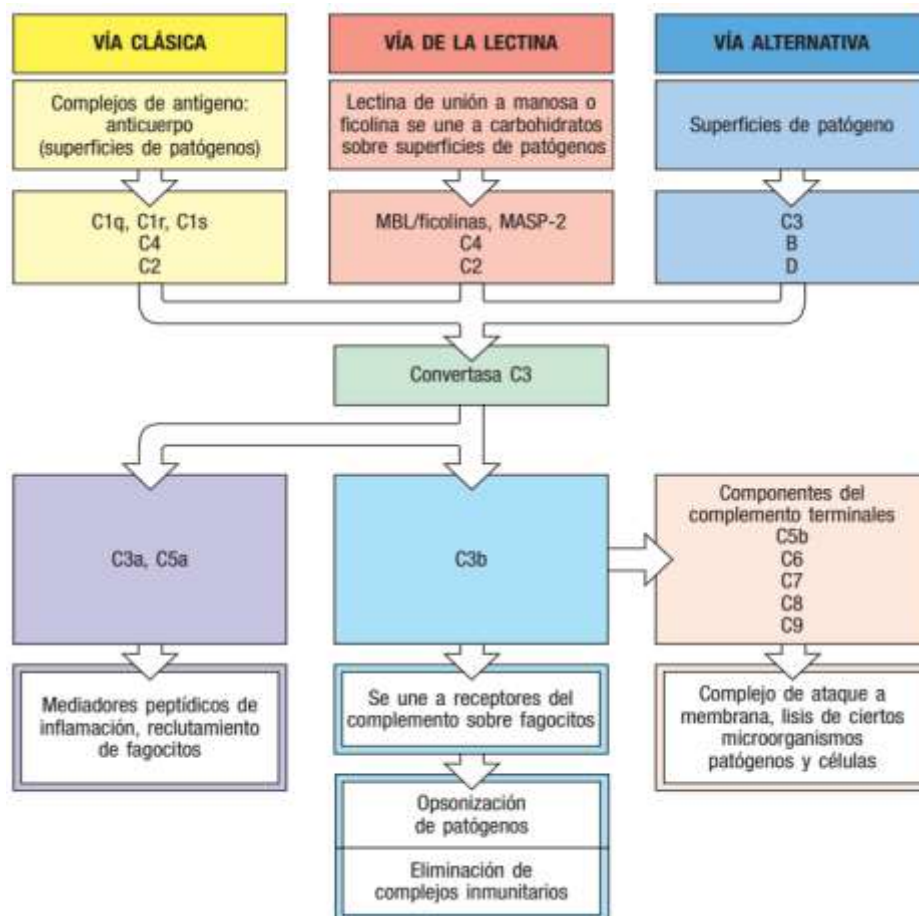 VÍA CLÁSICA
VÍA DE LA LECTINA
VÍA ALTERNATIVA
Complejos de antígeno:
anticuerpo
(superficies de patógenos)
Lectina de unión a manosa o
ficolina se une a carbohidratos
sobre superficies de patógenos
Superficies de patógeno
C1q, C1r, C1s
C4
C2
MBL/ficolinas, MASP-2
C4
C2
C3
B
D
Convertasa C3
C3a, C5a
C3b
Componentes del
complemento terminales
C5b
C6
C7
C8
C9
Mediadores peptídicos de
inflamación, reclutamiento
de fagocitos
Se une a receptores del
complemento sobre fagocitos
Complejo de ataque a
membrana, lisis de ciertos
microorganismos
patógenos y células
Opsonización
de patógenos
Eliminación de
complejos inmunitarios